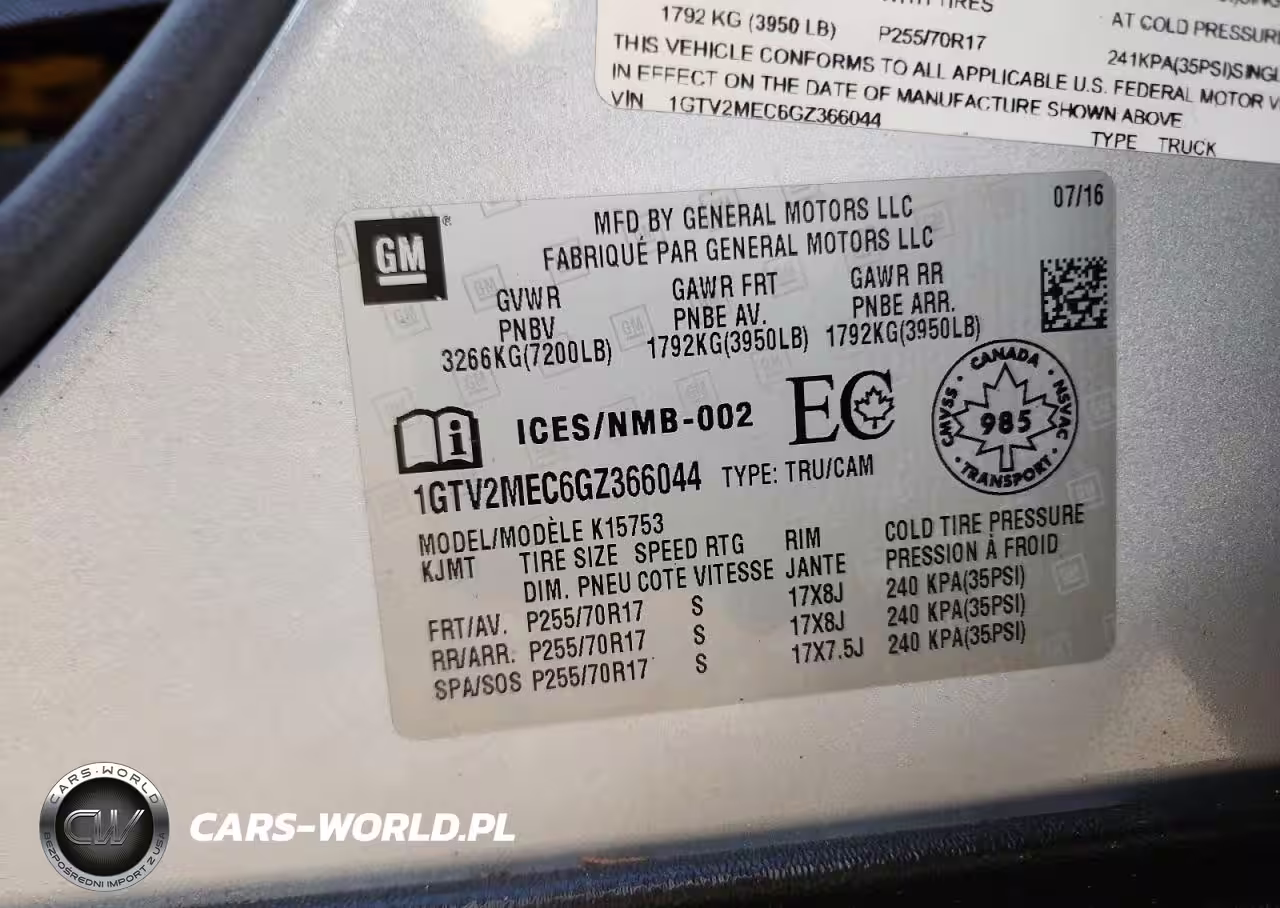 TIRES
1792 KG (3950 LB) P255/70R17
AT COLD PRESSURE
241KPA(35PSI)SINGL
THIS VEHICLE CONFORMS TO ALL APPLICABLE U.S. FEDERAL MOTOR V
IN EFFECT ON THE DATE OF MANUFACTURE SHOWN ABOVE
VIN 1GTV2MEC6GZ366044
TYPE TRUCK
GM ®
MFD BY GENERAL MOTORS LLC
07/16
FABRIQUÉ PAR GENERAL MOTORS LLC
GVWR GAWR FRT GAWR RR
PNBV PNBE AV. PNBE ARR.
3266KG(7200LB) 1792KG(3950LB) 1792KG(3950LB)
i ICES/NMB-002 EC
CANADA
CMVSS · 985 · NSVAC
TRANSPORT
1GTV2MEC6GZ366044 TYPE: TRU/CAM
MODEL/MODÈLE K15753
KJMT TIRE SIZE SPEED RTG RIM COLD TIRE PRESSURE
DIM. PNEU COTE VITESSE JANTE PRESSION À FROID
FRT/AV. P255/70R17 S 17X8J 240 KPA(35PSI)
RR/ARR. P255/70R17 S 17X8J 240 KPA(35PSI)
SPA/SOS P255/70R17 S 17X7.5J 240 KPA(35PSI)
CARS-WORLD
CW
BEZPOŚREDNI IMPORT Z USA
CARS-WORLD.PL